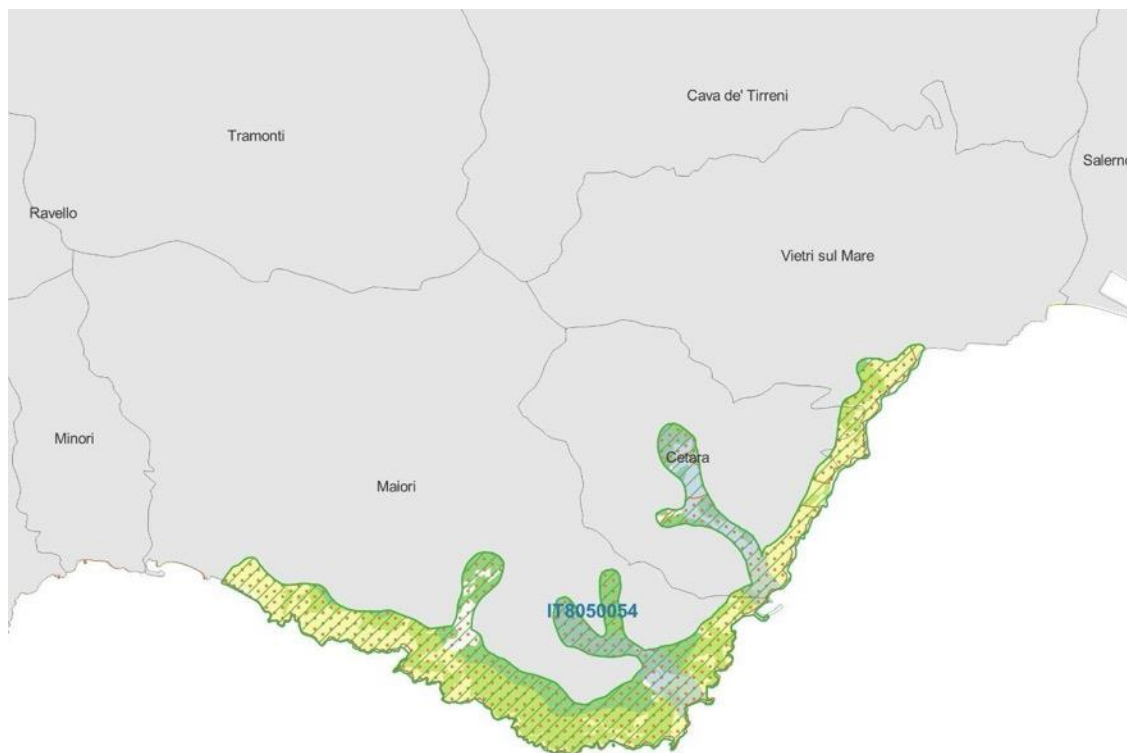 Cava de' Tirreni
Tramonti
Salerno
Ravello
Vietri sul Mare
Minori
Cetara
Maiori
IT8050054